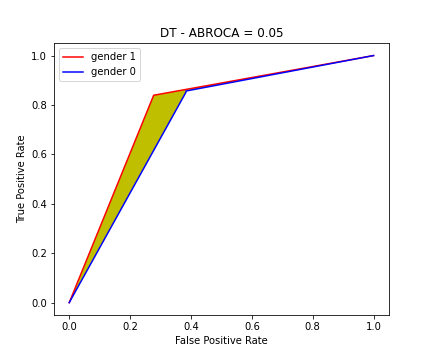 DT - ABROCA = 0.05
gender 1
gender 0
True Positive Rate
1.0
0.8
0.6
0.4
0.2
0.0
0.0 0.2 0.4 0.6 0.8 1.0
False Positive Rate